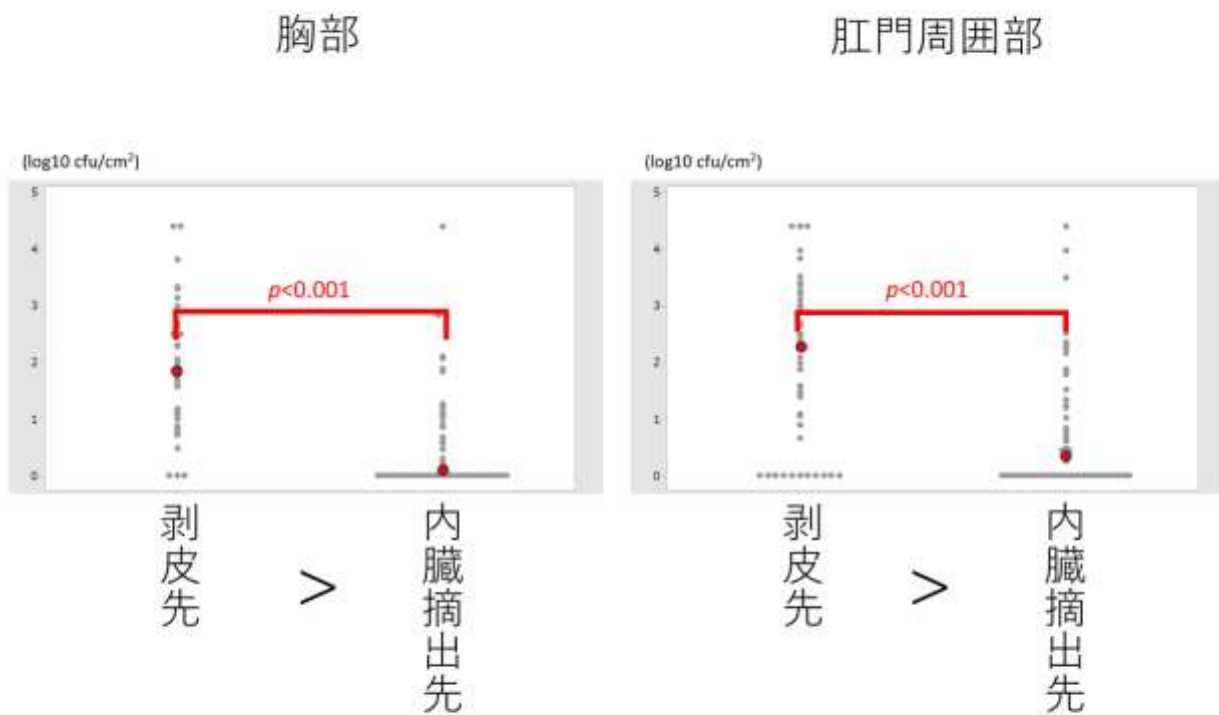 胸部
肛門周囲部
(log10 cfu/cm²)
(log10 cfu/cm²)
5
4
3
2
1
0
p<0.001
5
4
3
2
1
0
p<0.001
剥皮先
>
内臓摘出先
剥皮先
>
内臓摘出先